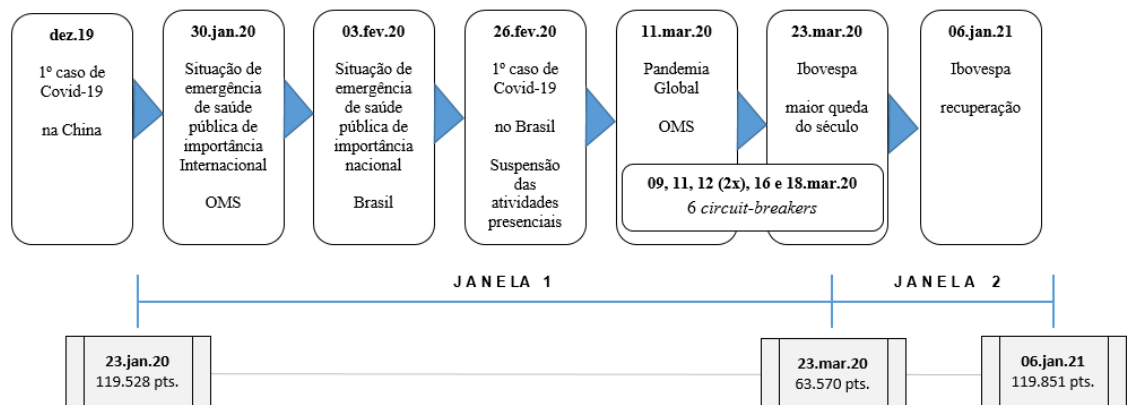 dez.19
1º caso de
Covid-19
na China
30.jan.20
Situação de
emergência
de saúde
pública de
importância
Internacional
OMS
03.fev.20
Situação de
emergência
de saúde
pública de
importância
nacional
Brasil
26.fev.20
1º caso de
Covid-19
no Brasil
Suspensão
das
atividades
presenciais
11.mar.20
Pandemia
Global
OMS
23.mar.20
Ibovespa
maior queda
do século
09, 11, 12 (2x), 16 e 18.mar.20
6 circuit-breakers
06.jan.21
Ibovespa
recuperação
JANELA 1
JANELA 2
23.jan.20
119.528 pts.
23.mar.20
63.570 pts.
06.jan.21
119.851 pts.